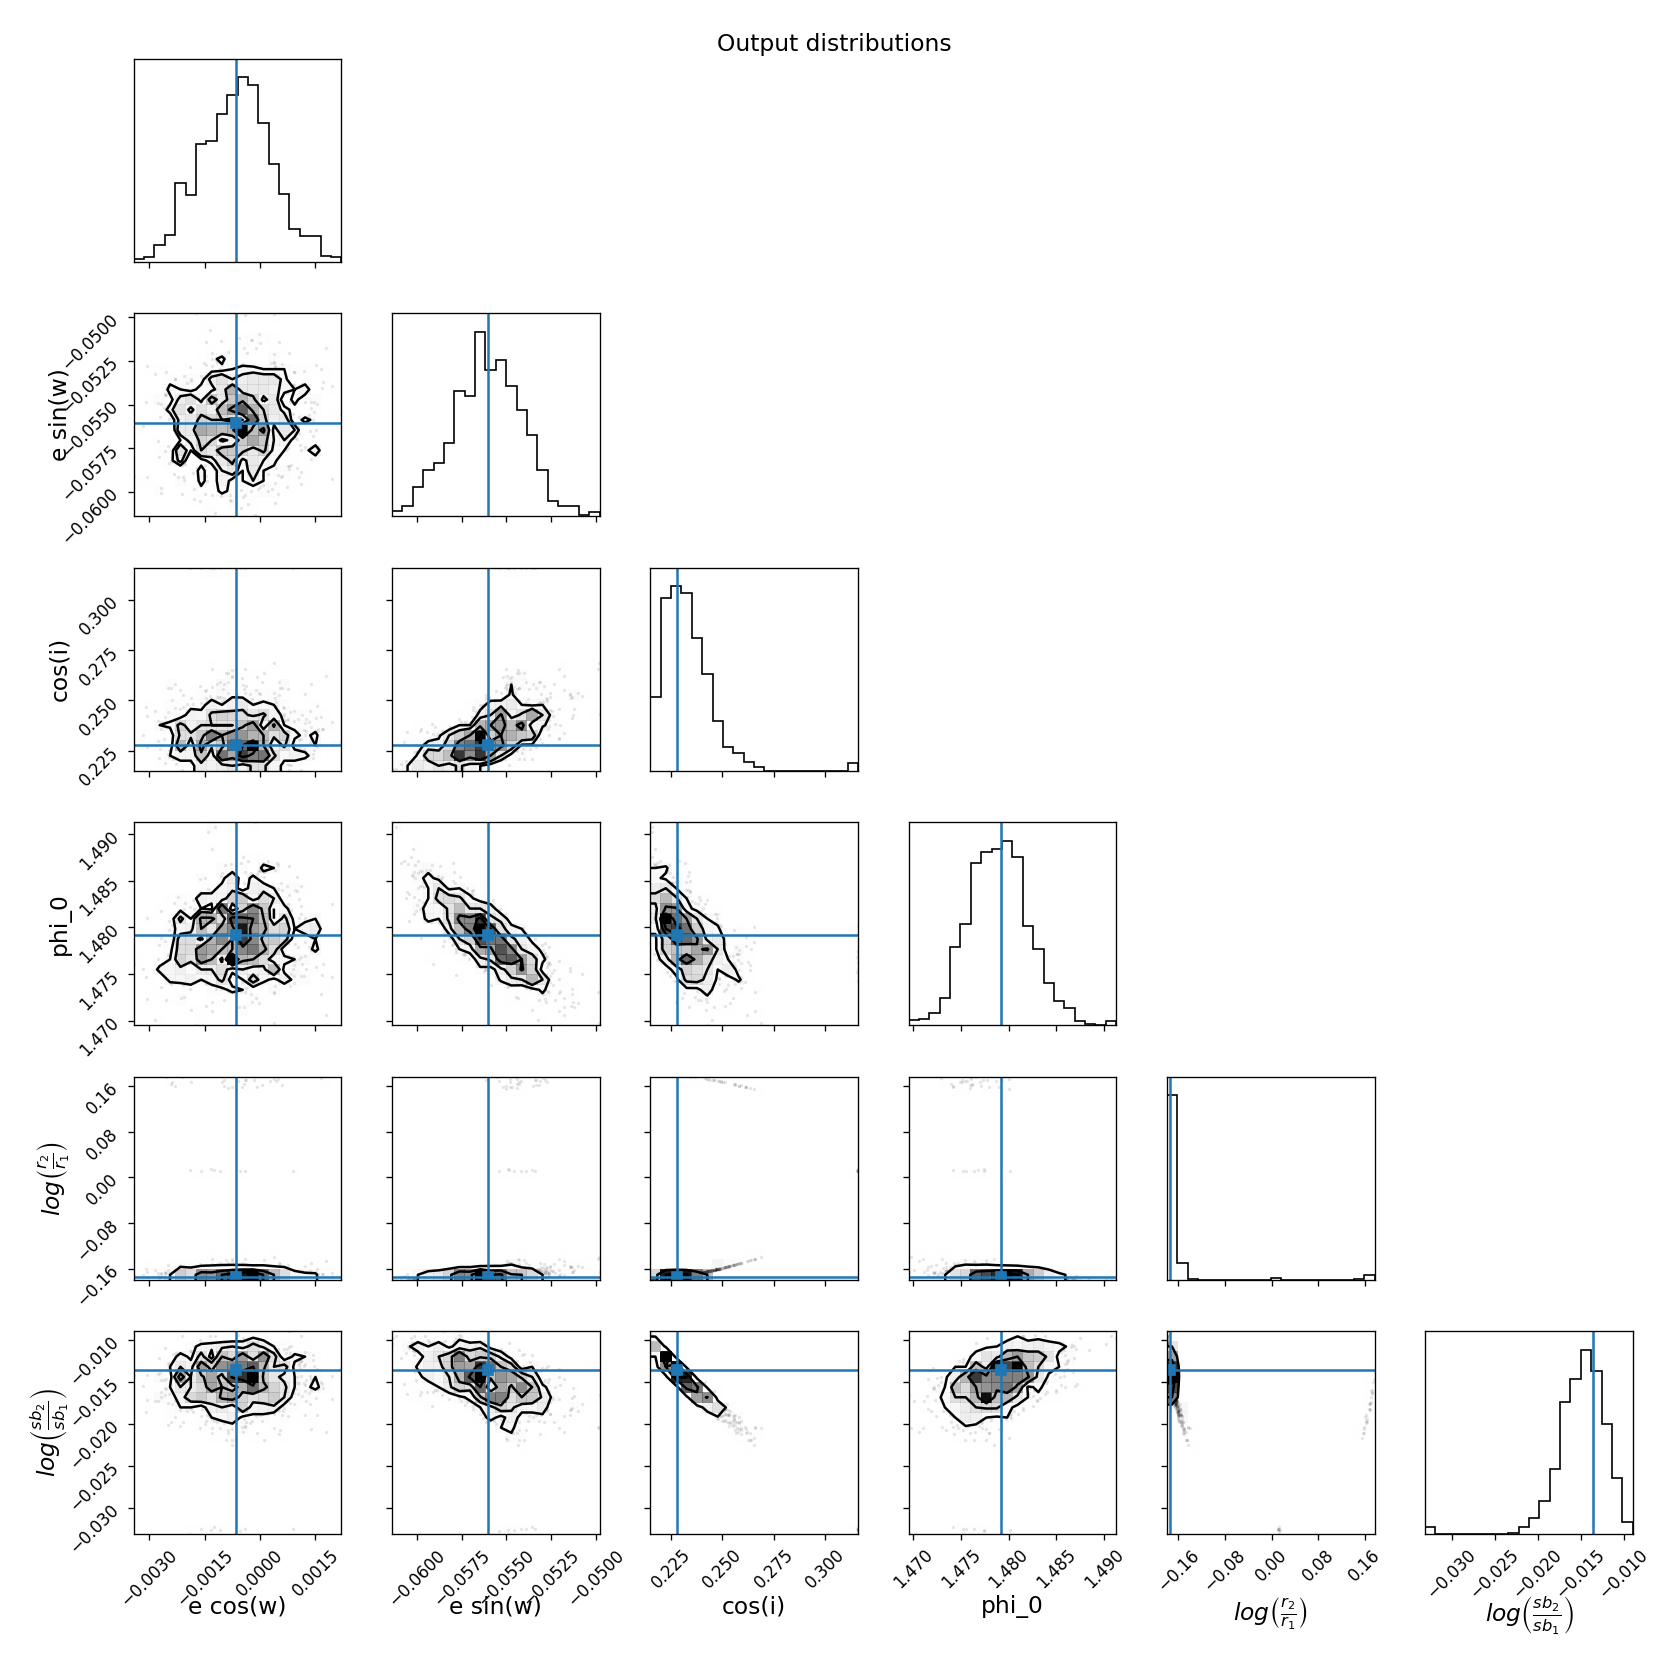 Output distributions
e sin(w)
−0.0500
−0.0525
−0.0550
−0.0575
−0.0600
cos(i)
0.300
0.275
0.250
0.225
phi_0
1.490
1.485
1.480
1.475
1.470
log(r2/r1)
0.16
0.08
0.00
−0.08
−0.16
log(sb2/sb1)
−0.010
−0.015
−0.020
−0.025
−0.030
−0.0030 −0.0015 0.0000 0.0015
e cos(w)
−0.0600 −0.0575 −0.0550 −0.0525 −0.0500
e sin(w)
0.225 0.250 0.275 0.300
cos(i)
1.470 1.475 1.480 1.485 1.490
phi_0
−0.16 −0.08 0.00 0.08 0.16
log(r2/r1)
−0.030 −0.025 −0.020 −0.015 −0.010
log(sb2/sb1)